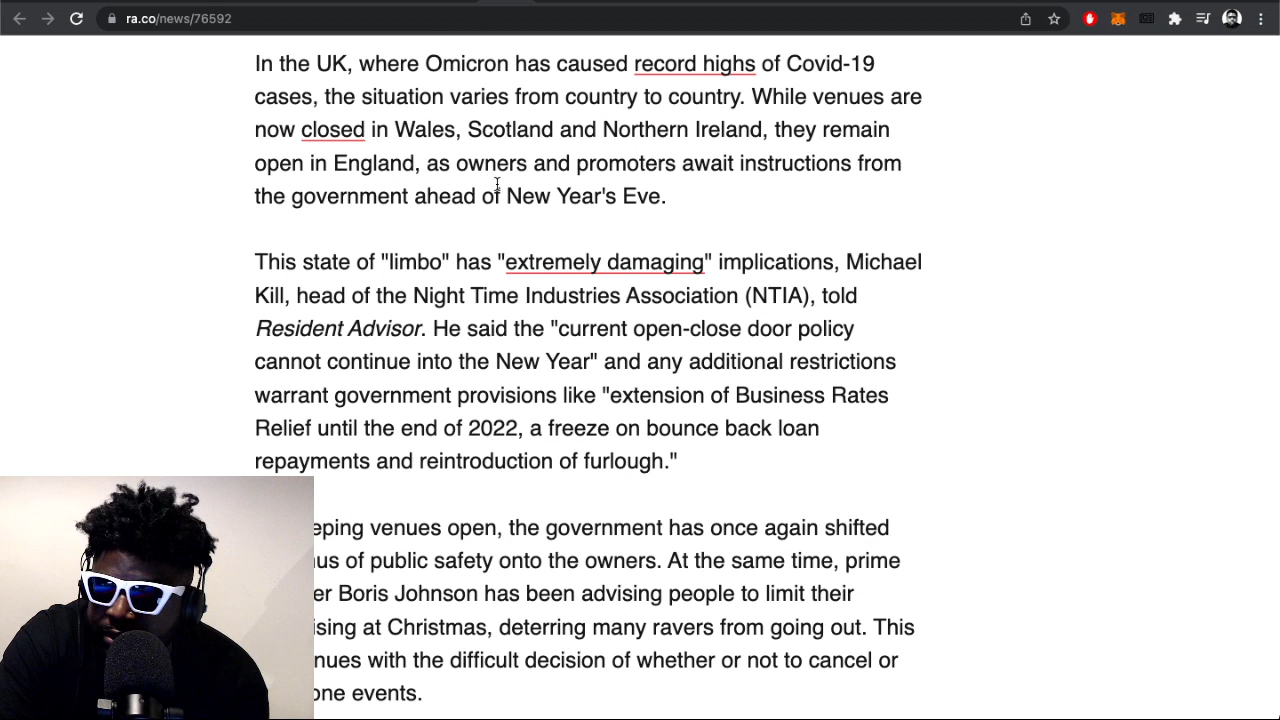 ra.co/news/76592
In the UK, where Omicron has caused record highs of Covid-19
cases, the situation varies from country to country. While venues are
now closed in Wales, Scotland and Northern Ireland, they remain
open in England, as owners and promoters await instructions from
the government ahead of New Year's Eve.
This state of "limbo" has "extremely damaging" implications, Michael
Kill, head of the Night Time Industries Association (NTIA), told
Resident Advisor. He said the "current open-close door policy
cannot continue into the New Year" and any additional restrictions
warrant government provisions like "extension of Business Rates
Relief until the end of 2022, a freeze on bounce back loan
repayments and reintroduction of furlough."
eping venues open, the government has once again shifted
us of public safety onto the owners. At the same time, prime
er Boris Johnson has been advising people to limit their
ising at Christmas, deterring many ravers from going out. This
nues with the difficult decision of whether or not to cancel or
one events.